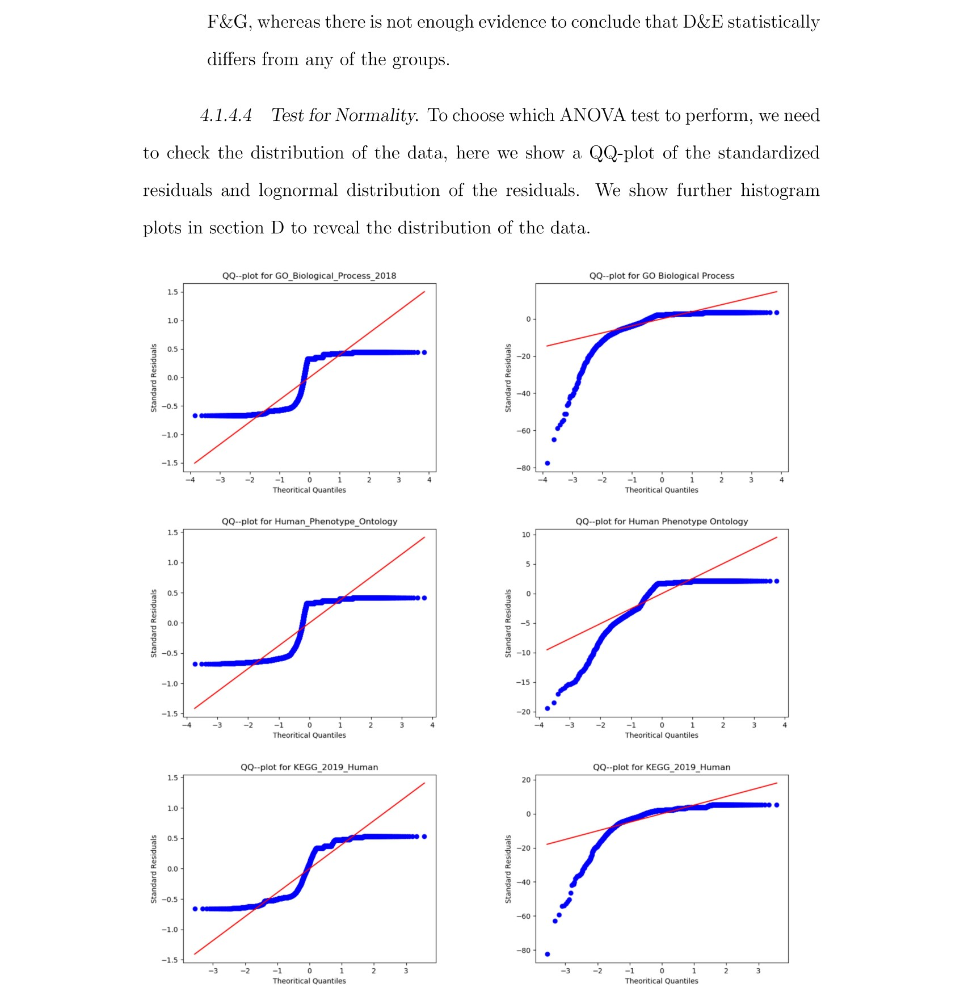 F&G, whereas there is not enough evidence to conclude that D&E statistically
differs from any of the groups.
4.1.4.4 Test for Normality. To choose which ANOVA test to perform, we need
to check the distribution of the data, here we show a QQ-plot of the standardized
residuals and lognormal distribution of the residuals. We show further histogram
plots in section D to reveal the distribution of the data.
QQ--plot for GO_Biological_Process_2018
1.5
1.0
0.5
0.0
−0.5
−1.0
−1.5
Standard Residuals
−4 −3 −2 −1 0 1 2 3 4
Theoritical Quantiles
QQ--plot for GO Biological Process
0
−20
−40
−60
−80
Standard Residuals
−4 −3 −2 −1 0 1 2 3 4
Theoritical Quantiles
QQ--plot for Human_Phenotype_Ontology
1.5
1.0
0.5
0.0
−0.5
−1.0
−1.5
Standard Residuals
−4 −3 −2 −1 0 1 2 3 4
Theoritical Quantiles
QQ--plot for Human Phenotype Ontology
10
5
0
−5
−10
−15
−20
Standard Residuals
−4 −3 −2 −1 0 1 2 3 4
Theoritical Quantiles
QQ--plot for KEGG_2019_Human
1.5
1.0
0.5
0.0
−0.5
−1.0
−1.5
Standard Residuals
−3 −2 −1 0 1 2 3
Theoritical Quantiles
QQ--plot for KEGG_2019_Human
20
0
−20
−40
−60
−80
Standard Residuals
−3 −2 −1 0 1 2 3
Theoritical Quantiles